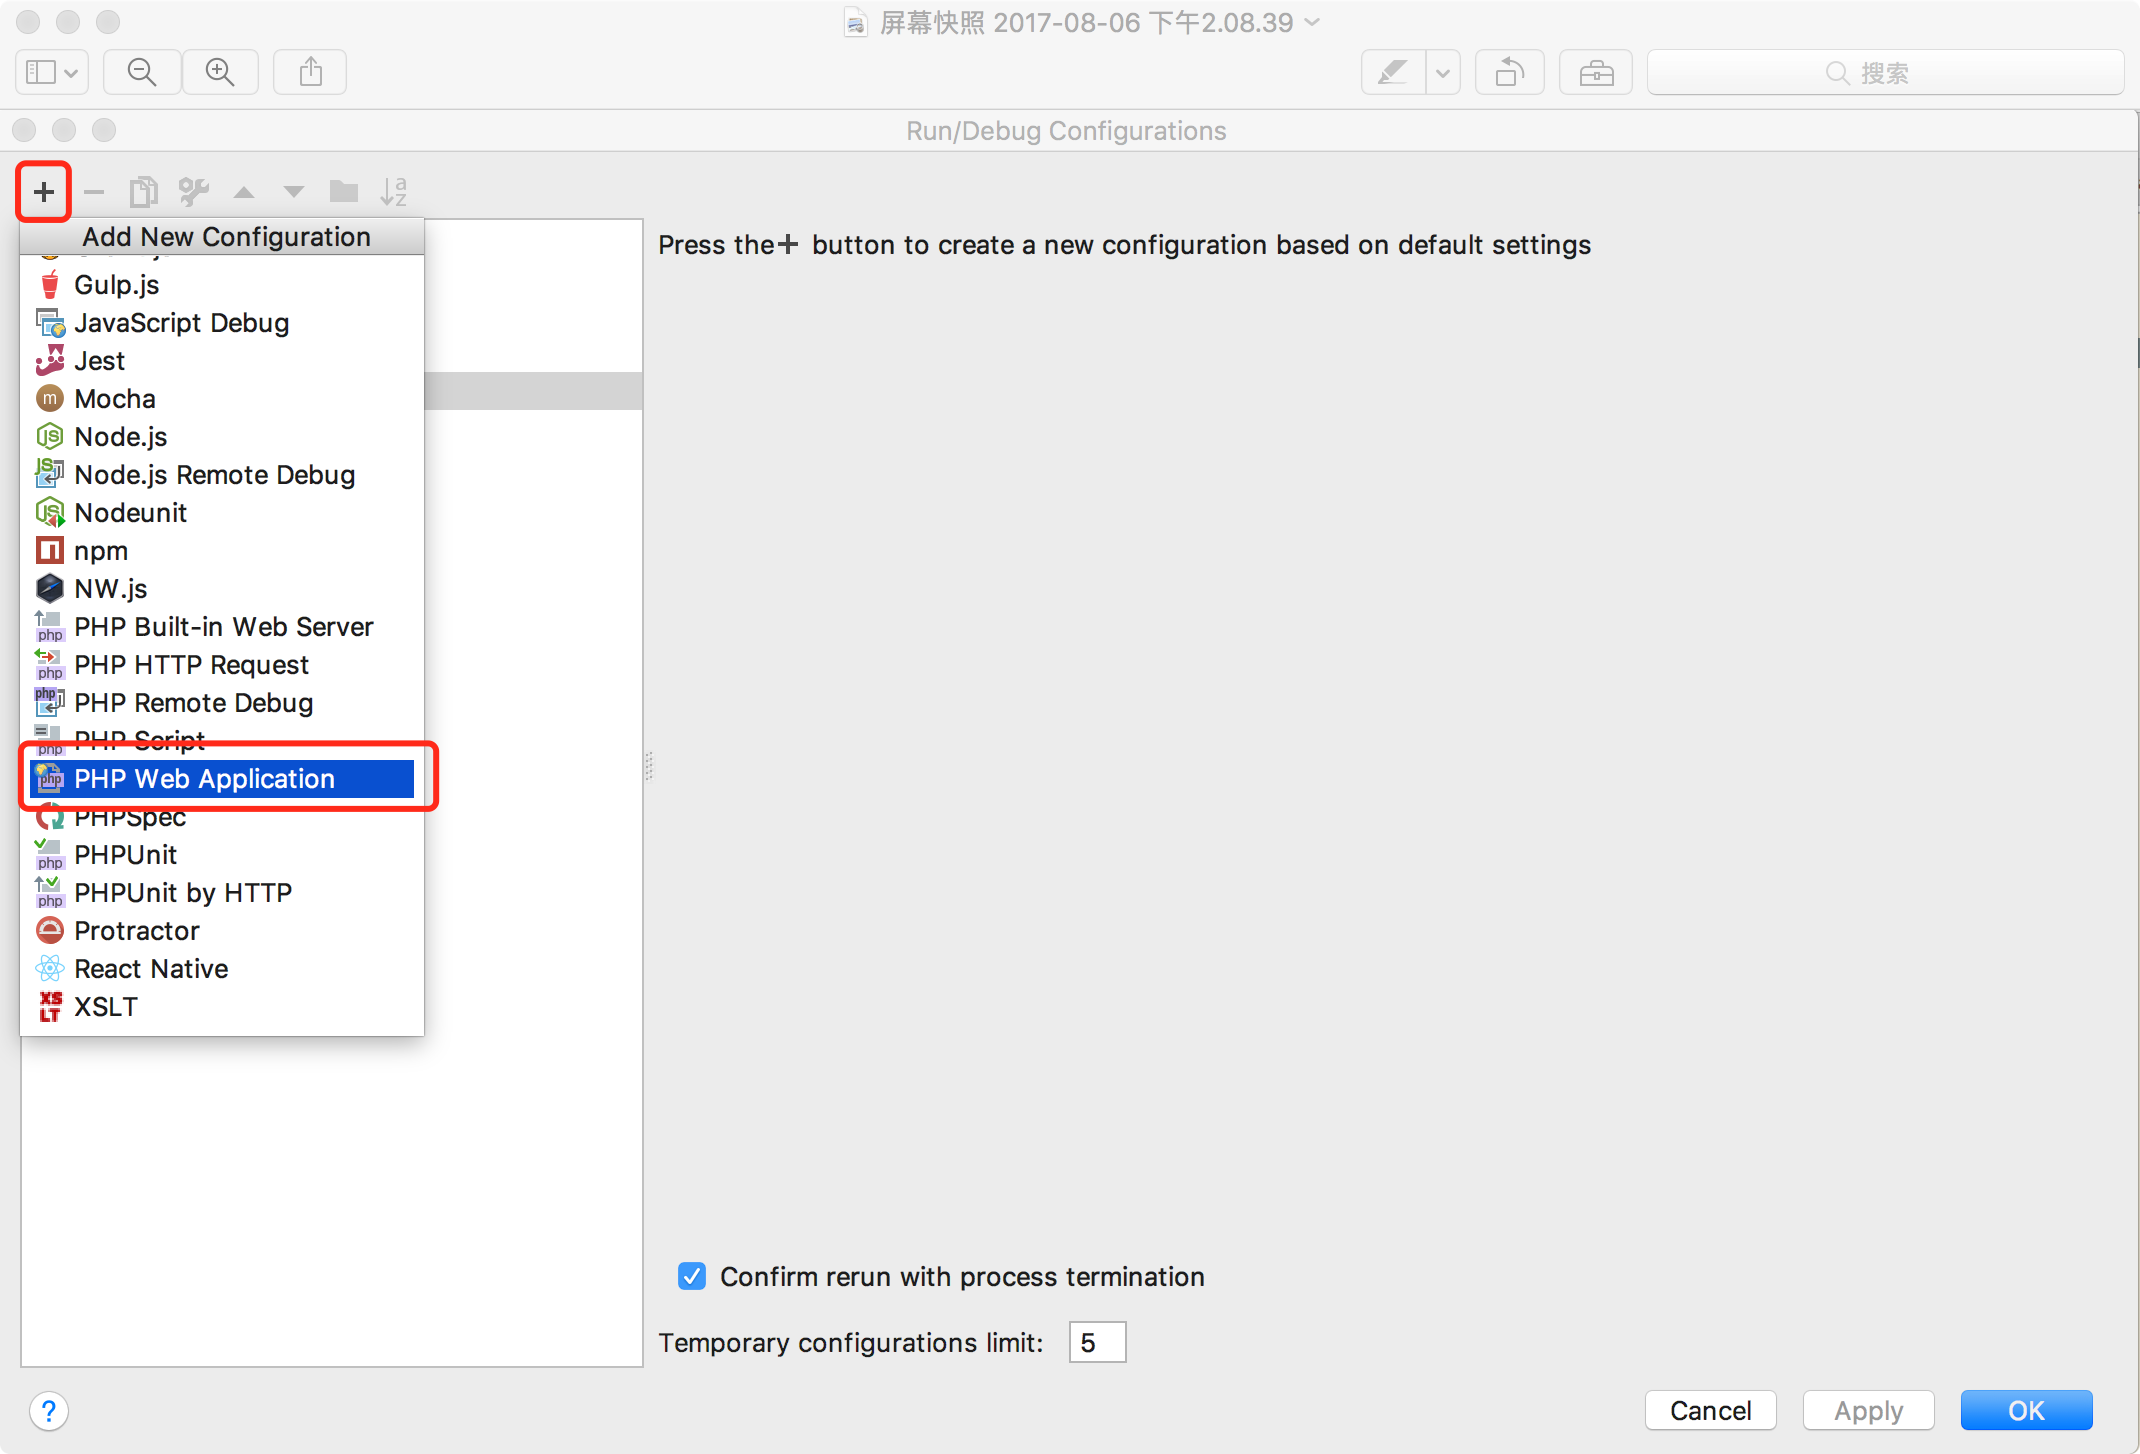 屏幕快照 2017-08-06 下午2.08.39
搜索
Run/Debug Configurations
Add New Configuration
Press the + button to create a new configuration based on default settings
Gulp.js
JavaScript Debug
Jest
Mocha
Node.js
Node.js Remote Debug
Nodeunit
npm
NW.js
PHP Built-in Web Server
PHP HTTP Request
PHP Remote Debug
PHP Script
PHP Web Application
PHPSpec
PHPUnit
PHPUnit by HTTP
Protractor
React Native
XSLT
Confirm rerun with process termination
Temporary configurations limit: 5
? Cancel Apply OK